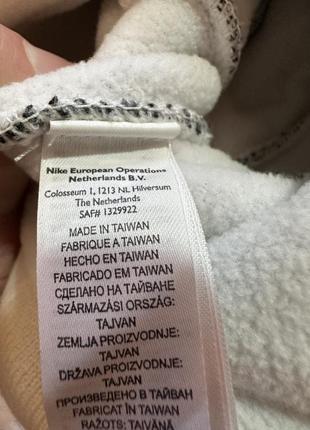 Nike European Operations
Netherlands B.V.
Colosseum 1, 1213 NL Hilversum
The Netherlands
SAF# 1329922
MADE IN TAIWAN
FABRIQUE A TAIWAN
HECHO EN TAIWAN
FABRICADO EM TAIWAN
СДЕЛАНО НА ТАЙВАНЕ
SZÁRMAZÁSI ORSZÁG:
TAJVAN
ZEMLJA PROIZVODNJE:
TAJVAN
DRŽAVA PROIZVODNJE:
TAJVAN
ПРОИЗВЕДЕНО В ТАЙВАН
FABRICAT ÎN TAIWAN
RAŽOTS: TAIVĀNĀ